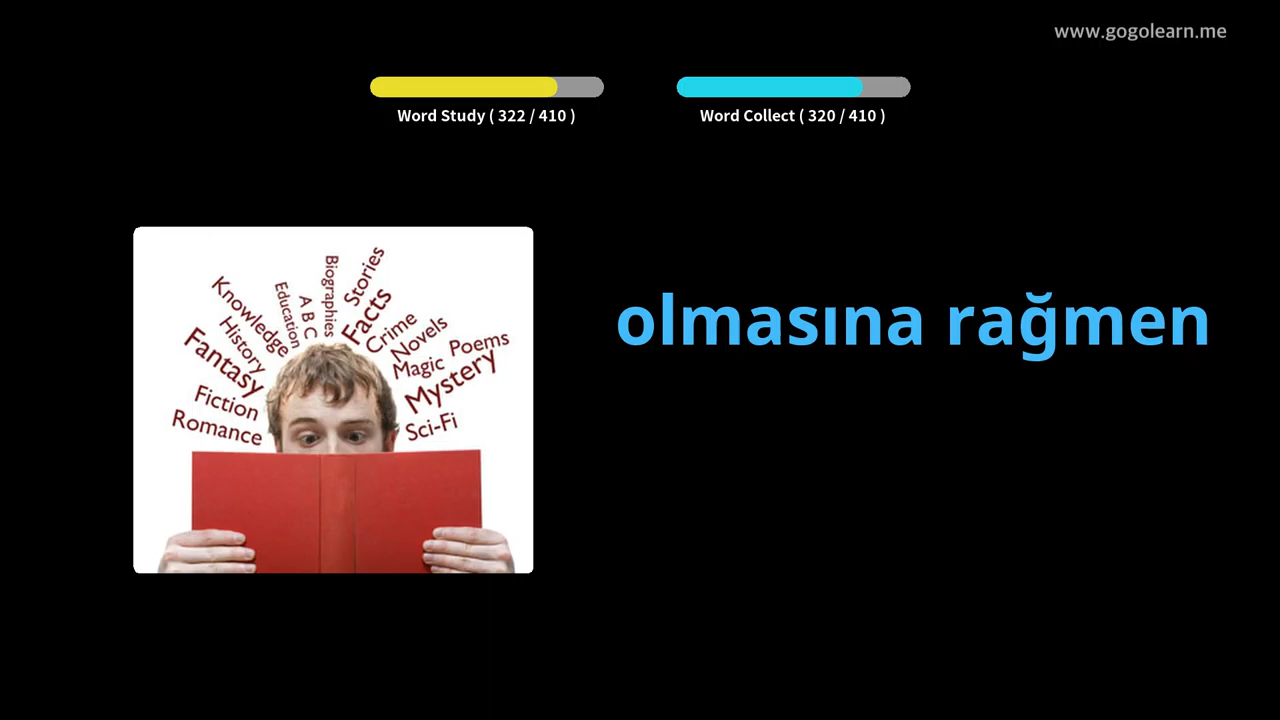 www.gogolearn.me
Word Study ( 322 / 410 )
Word Collect ( 320 / 410 )
olmasına rağmen
Knowledge
Education
A B C
Biographies
Stories
Facts
Crime
Novels
Poems
Magic
Mystery
Sci-Fi
History
Fantasy
Fiction
Romance